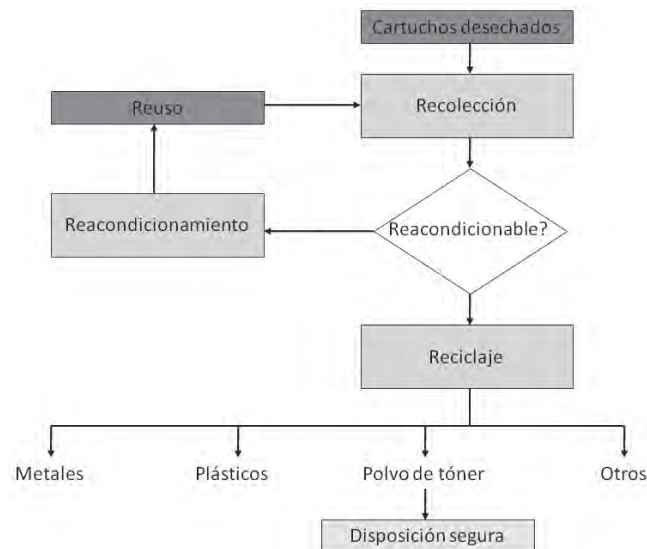 Cartuchos desechados
Reuso
Recolección
Reacondicionamiento
Reacondicionable?
Reciclaje
Metales
Plásticos
Polvo de tóner
Otros
Disposición segura